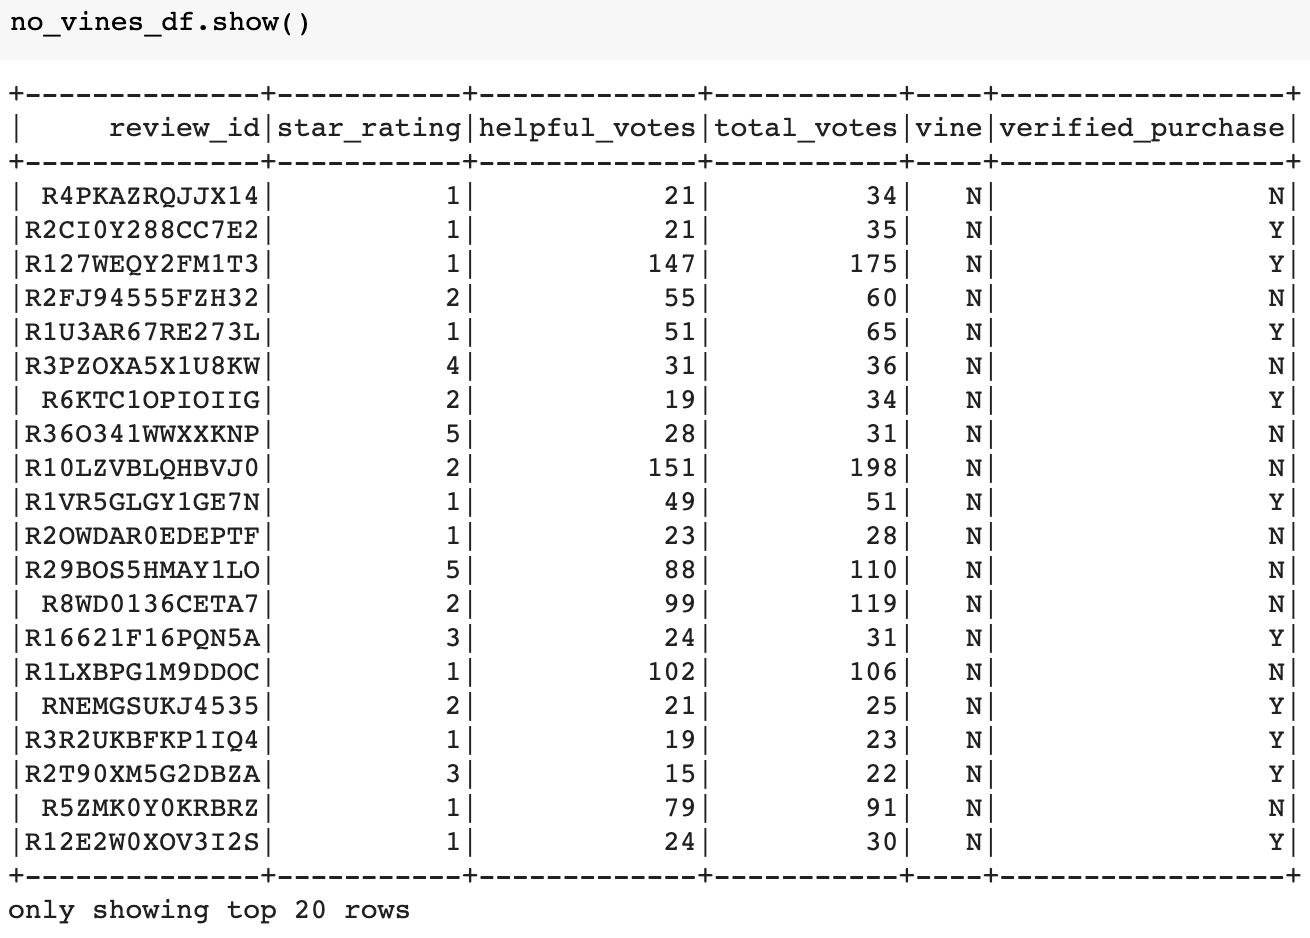 no_vines_df.show()
+--------------+-----------+-------------+-----------+----+-----------------+
|     review_id|star_rating|helpful_votes|total_votes|vine|verified_purchase|
+--------------+-----------+-------------+-----------+----+-----------------+
| R4PKAZRQJJX14|          1|           21|         34|   N|                N|
|R2CI0Y288CC7E2|          1|           21|         35|   N|                Y|
|R127WEQY2FM1T3|          1|          147|        175|   N|                Y|
|R2FJ94555FZH32|          2|           55|         60|   N|                N|
|R1U3AR67RE273L|          1|           51|         65|   N|                Y|
|R3PZOXA5X1U8KW|          4|           31|         36|   N|                N|
| R6KTC1OPIOIIG|          2|           19|         34|   N|                Y|
|R36O341WWXXKNP|          5|           28|         31|   N|                N|
|R10LZVBLQHBVJ0|          2|          151|        198|   N|                N|
|R1VR5GLGY1GE7N|          1|           49|         51|   N|                Y|
|R2OWDAR0EDEPTF|          1|           23|         28|   N|                N|
|R29BOS5HMAY1LO|          5|           88|        110|   N|                N|
| R8WD0136CETA7|          2|           99|        119|   N|                N|
|R16621F16PQN5A|          3|           24|         31|   N|                Y|
|R1LXBPG1M9DDOC|          1|          102|        106|   N|                N|
| RNEMGSUKJ4535|          2|           21|         25|   N|                Y|
|R3R2UKBFKP1IQ4|          1|           19|         23|   N|                Y|
|R2T90XM5G2DBZA|          3|           15|         22|   N|                Y|
| R5ZMK0Y0KRBRZ|          1|           79|         91|   N|                N|
|R12E2W0XOV3I2S|          1|           24|         30|   N|                Y|
+--------------+-----------+-------------+-----------+----+-----------------+
only showing top 20 rows